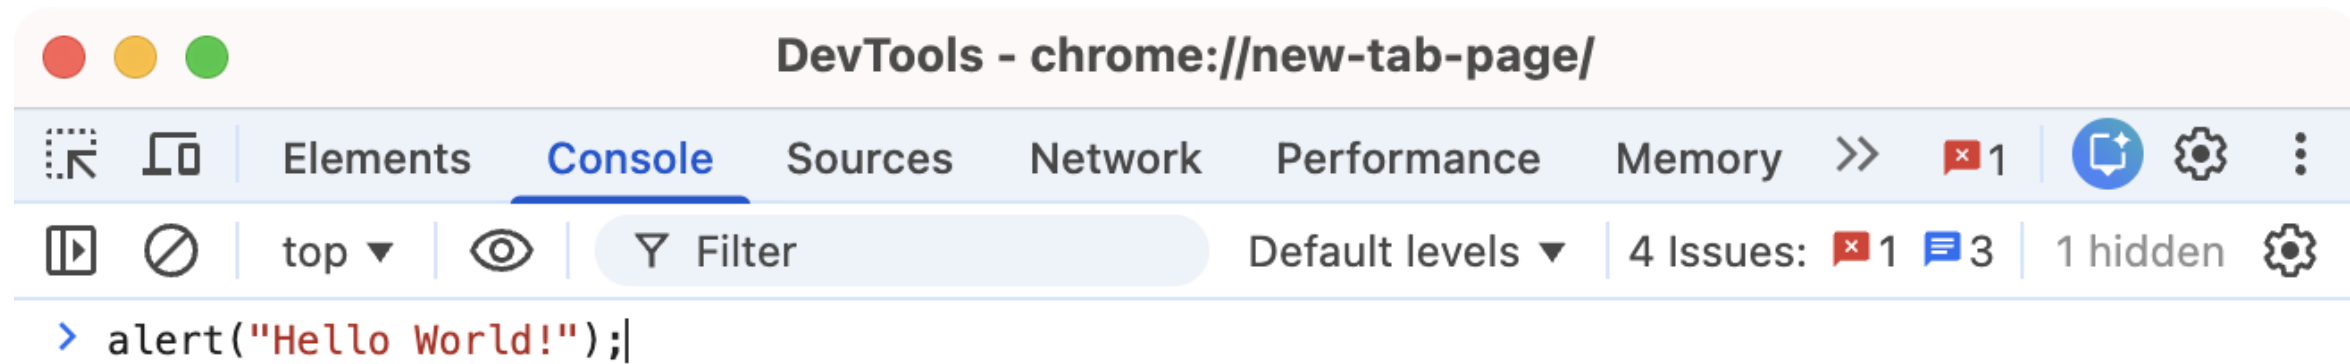 DevTools - chrome://new-tab-page/
Elements Console Sources Network Performance Memory 1
top Filter Default levels 4 Issues: 1 3 1 hidden
> alert("Hello World!");